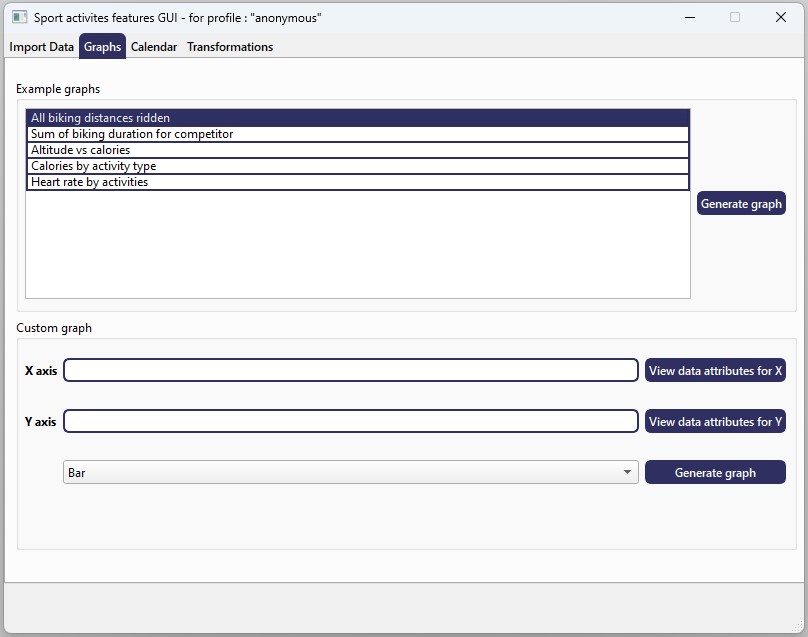 Sport activites features GUI - for profile : "anonymous"
Import Data Graphs Calendar Transformations
Example graphs
All biking distances ridden
Sum of biking duration for competitor
Altitude vs calories
Calories by activity type
Heart rate by activities
Generate graph
Custom graph
X axis View data attributes for X
Y axis View data attributes for Y
Bar Generate graph